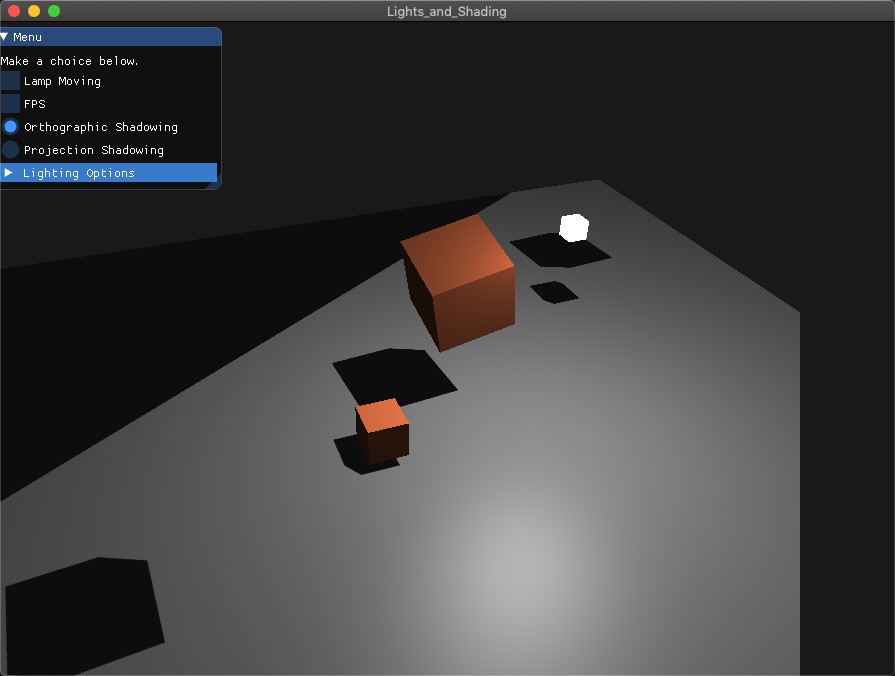 Lights_and_Shading
Menu
Make a choice below.
Lamp Moving
FPS
Orthographic Shadowing
Projection Shadowing
Lighting Options